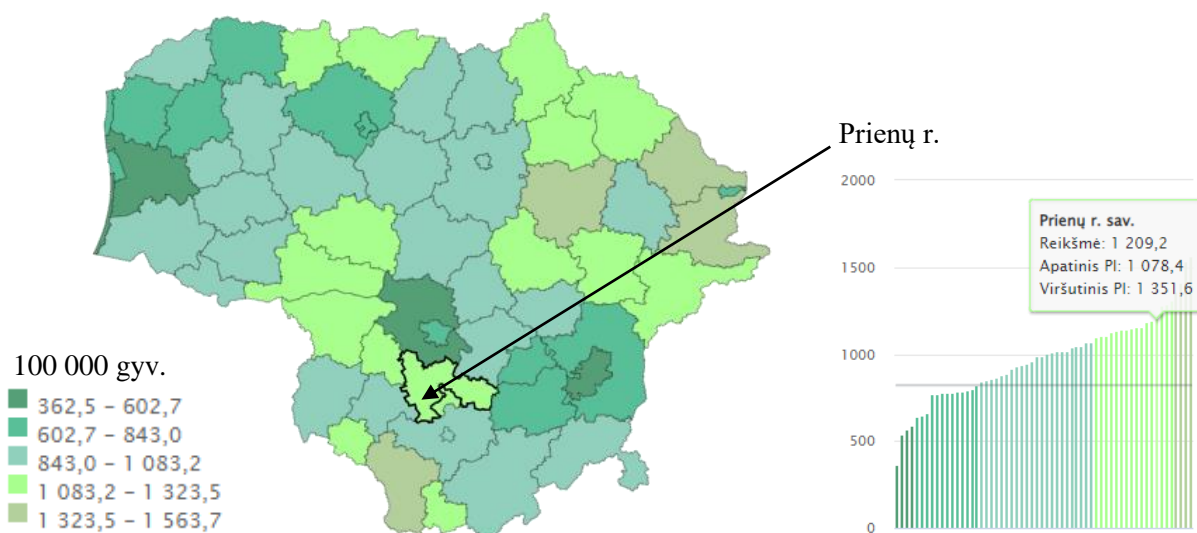 Prienų r.
100 000 gyv.
362,5 – 602,7
602,7 – 843,0
843,0 – 1 083,2
1 083,2 – 1 323,5
1 323,5 – 1 563,7
2000
1500
1000
500
0
Prienų r. sav.
Reikšmė: 1 209,2
Apatinis PI: 1 078,4
Viršutinis PI: 1 351,6